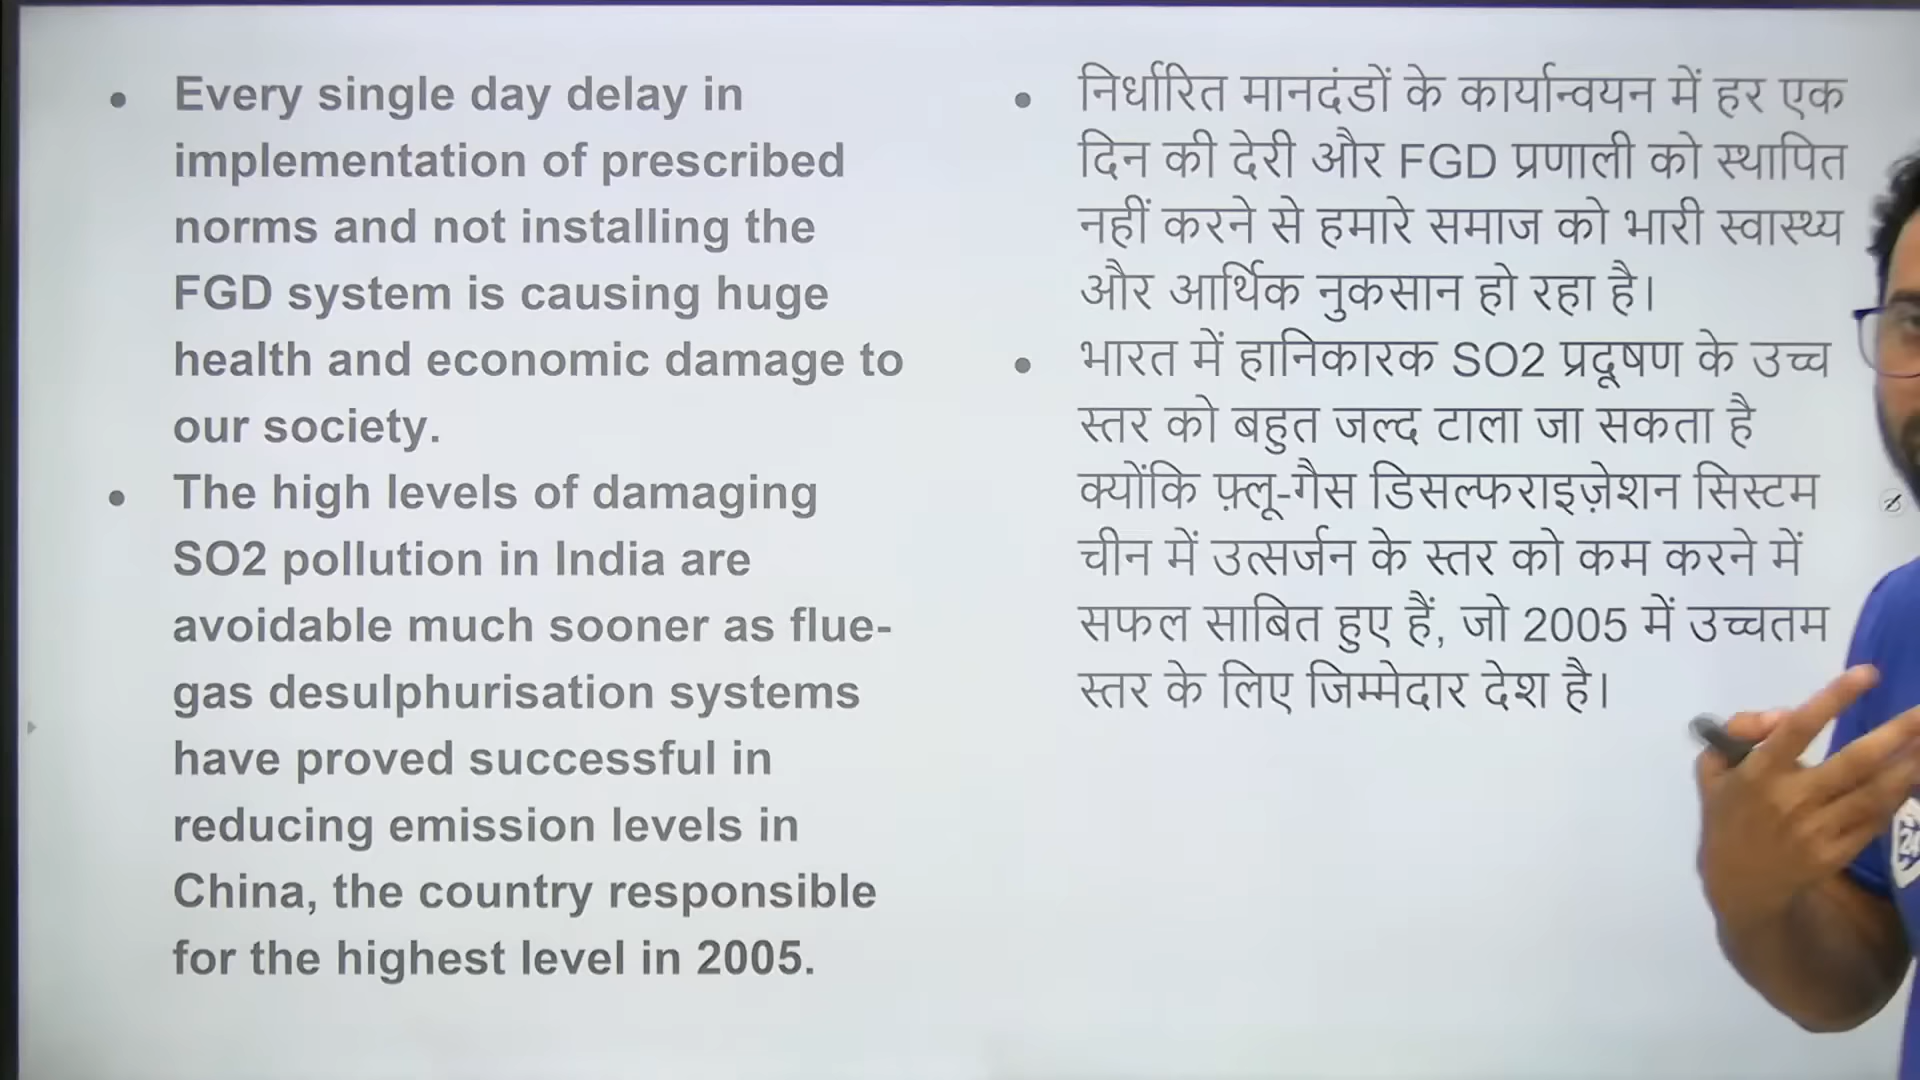 Every single day delay in
implementation of prescribed
norms and not installing the
FGD system is causing huge
health and economic damage to
our society.
The high levels of damaging
SO2 pollution in India are
avoidable much sooner as flue-
gas desulphurisation systems
have proved successful in
reducing emission levels in
China, the country responsible
for the highest level in 2005.
निर्धारित मानदंडों के कार्यान्वयन में हर एक
दिन की देरी और FGD प्रणाली को स्थापित
नहीं करने से हमारे समाज को भारी स्वास्थ्य
और आर्थिक नुकसान हो रहा है।
भारत में हानिकारक SO2 प्रदूषण के उच्च
स्तर को बहुत जल्द टाला जा सकता है
क्योंकि फ़्लू-गैस डिसल्फराइज़ेशन सिस्टम
चीन में उत्सर्जन के स्तर को कम करने में
सफल साबित हुए हैं, जो 2005 में उच्चतम
स्तर के लिए जिम्मेदार देश है।
24